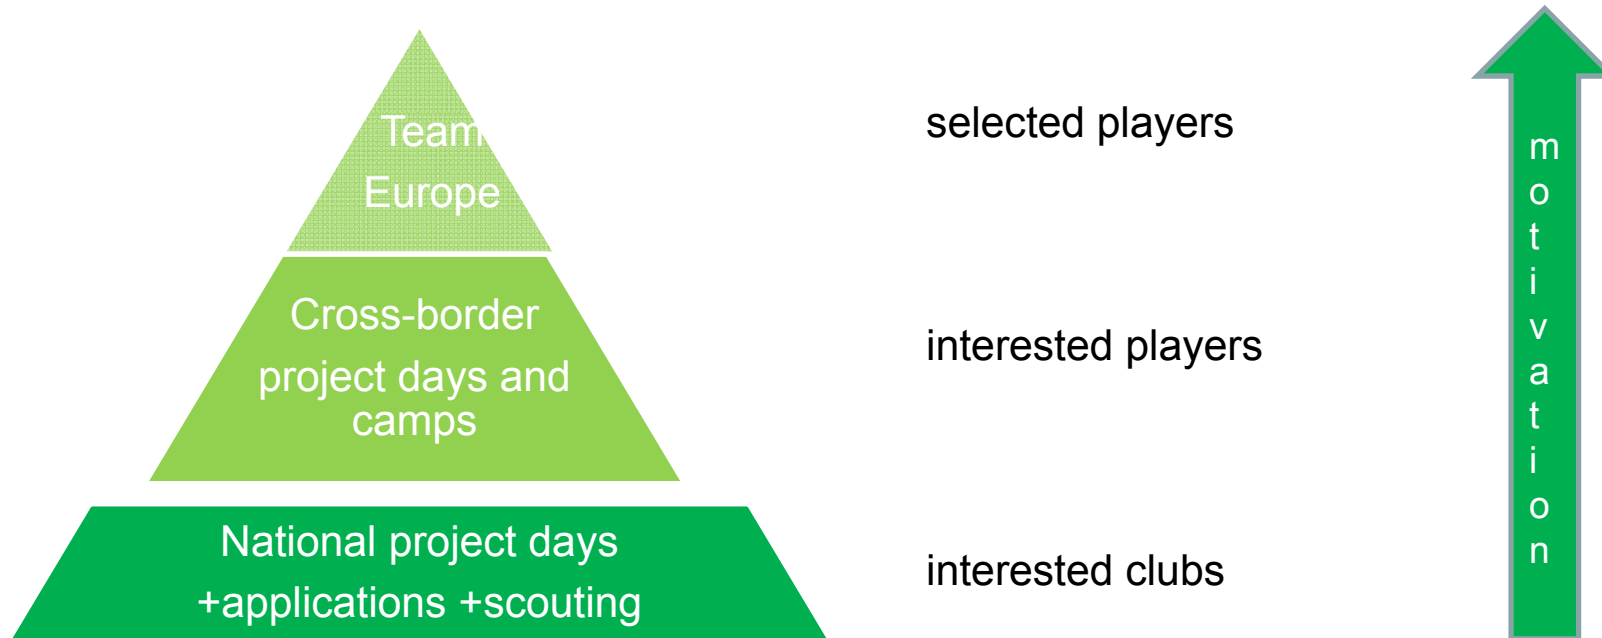 Team
Europe
selected players
Cross-border
project days and
camps
interested players
National project days
+applications +scouting
interested clubs
motivation